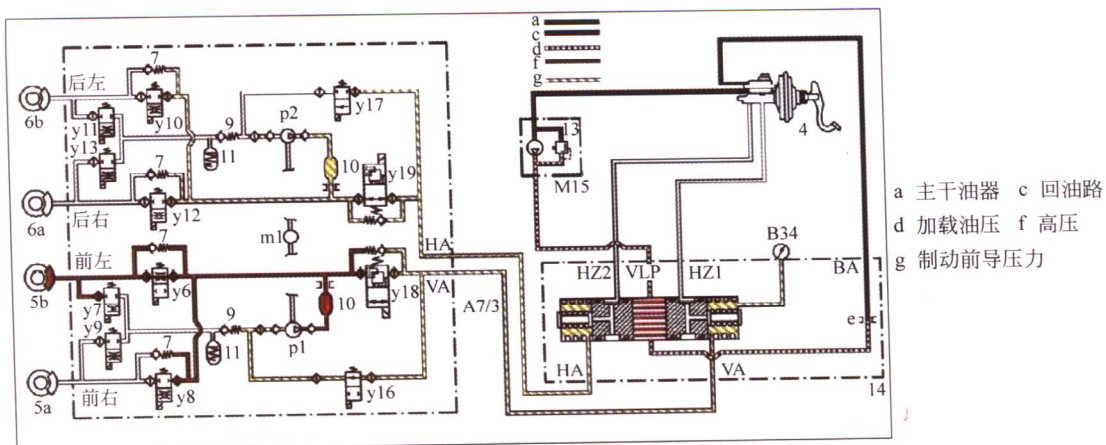 a
c
d
f
g
7
后左
6b
y11
y10
y13
9
p2
y17
11
10
y19
7
后右
6a
y12
m1
HA
7
前左
5b
y6
y18
VA
10
y7
y9
9
11
p1
7
前右
5a
y8
y16
A7/3
13
M15
4
HZ2 VLP HZ1
B34
BA
e
HA
VA
14
a 主干油器 c 回油路
d 加载油压 f 高压
g 制动前导压力